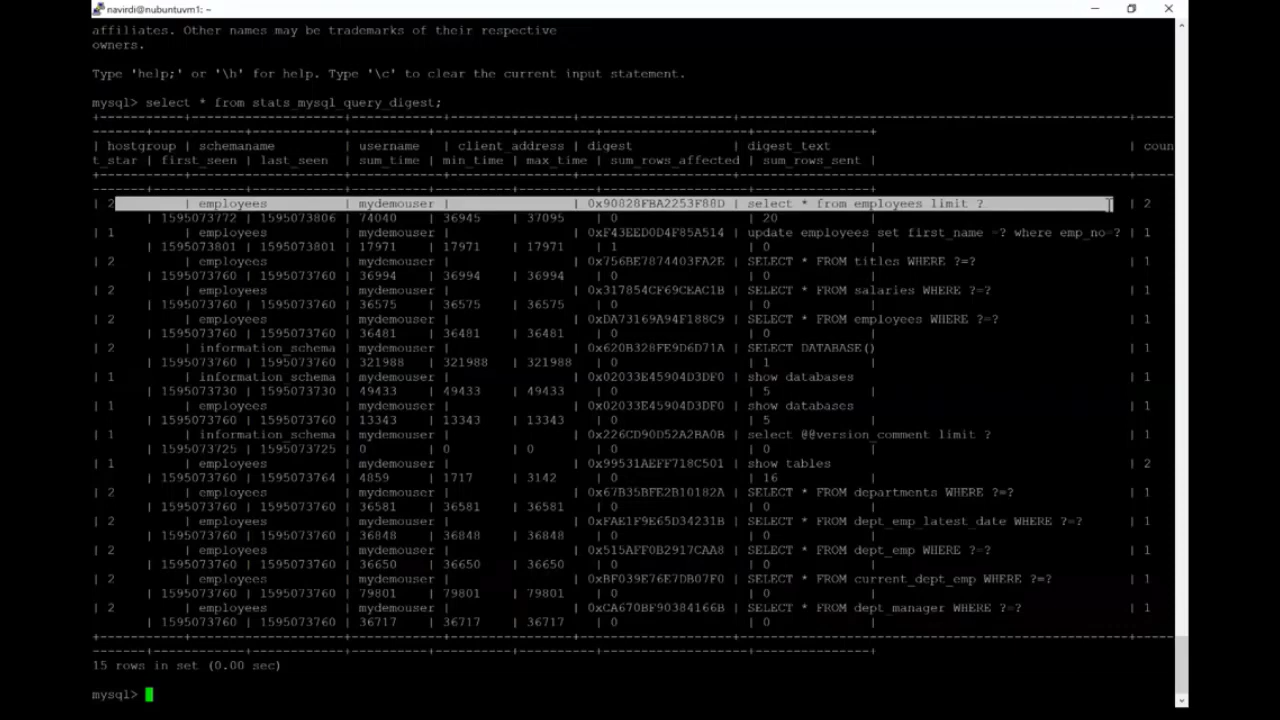 navirdi@nubuntuvm1: ~
affiliates. Other names may be trademarks of their respective
owners.
Type 'help;' or '\h' for help. Type '\c' to clear the current input statement.
mysql> select * from stats_mysql_query_digest;
+-----------+--------------------+------------+----------------+--------------------+----------------------------------------------------+-----
-------+------------+------------+----------+----------+----------+-------------------+---------------+
| hostgroup | schemaname | username | client_address | digest | digest_text | coun
t_star | first_seen | last_seen | sum_time | min_time | max_time | sum_rows_affected | sum_rows_sent |
+-----------+--------------------+------------+----------------+--------------------+----------------------------------------------------+-----
-------+------------+------------+----------+----------+----------+-------------------+---------------+
| 2 | employees | mydemouser | | 0x90828FBA2253F88D | select * from employees limit ? | 2
| 1595073772 | 1595073806 | 74040 | 36945 | 37095 | 0 | 20 |
| 1 | employees | mydemouser | | 0xF43EED0D4F85A514 | update employees set first_name =? where emp_no=? | 1
| 1595073801 | 1595073801 | 17971 | 17971 | 17971 | 1 | 0 |
| 2 | employees | mydemouser | | 0x756BE7874403FA2E | SELECT * FROM titles WHERE ?=? | 1
| 1595073760 | 1595073760 | 36994 | 36994 | 36994 | 0 | 0 |
| 2 | employees | mydemouser | | 0x317854CF69CEAC1B | SELECT * FROM salaries WHERE ?=? | 1
| 1595073760 | 1595073760 | 36575 | 36575 | 36575 | 0 | 0 |
| 2 | employees | mydemouser | | 0xDA73169A94F188C9 | SELECT * FROM employees WHERE ?=? | 1
| 1595073760 | 1595073760 | 36481 | 36481 | 36481 | 0 | 0 |
| 2 | information_schema | mydemouser | | 0x620B328FE9D6D71A | SELECT DATABASE() | 1
| 1595073760 | 1595073760 | 321988 | 321988 | 321988 | 0 | 1 |
| 1 | information_schema | mydemouser | | 0x02033E45904D3DF0 | show databases | 1
| 1595073730 | 1595073730 | 49433 | 49433 | 49433 | 0 | 5 |
| 1 | employees | mydemouser | | 0x02033E45904D3DF0 | show databases | 1
| 1595073760 | 1595073760 | 13343 | 13343 | 13343 | 0 | 5 |
| 1 | information_schema | mydemouser | | 0x226CD90D52A2BA0B | select @@version_comment limit ? | 1
| 1595073725 | 1595073725 | 0 | 0 | 0 | 0 | 0 |
| 1 | employees | mydemouser | | 0x99531AEFF718C501 | show tables | 2
| 1595073760 | 1595073764 | 4859 | 1717 | 3142 | 0 | 16 |
| 2 | employees | mydemouser | | 0x67B35BFE2B10182A | SELECT * FROM departments WHERE ?=? | 1
| 1595073760 | 1595073760 | 36581 | 36581 | 36581 | 0 | 0 |
| 2 | employees | mydemouser | | 0xFAE1F9E65D34231B | SELECT * FROM dept_emp_latest_date WHERE ?=? | 1
| 1595073760 | 1595073760 | 36848 | 36848 | 36848 | 0 | 0 |
| 2 | employees | mydemouser | | 0x515AFF0B2917CAA8 | SELECT * FROM dept_emp WHERE ?=? | 1
| 1595073760 | 1595073760 | 36650 | 36650 | 36650 | 0 | 0 |
| 2 | employees | mydemouser | | 0xBF039E76E7DB07F0 | SELECT * FROM current_dept_emp WHERE ?=? | 1
| 1595073760 | 1595073760 | 79801 | 79801 | 79801 | 0 | 0 |
| 2 | employees | mydemouser | | 0xCA670BF90384166B | SELECT * FROM dept_manager WHERE ?=? | 1
| 1595073760 | 1595073760 | 36717 | 36717 | 36717 | 0 | 0 |
+-----------+--------------------+------------+----------------+--------------------+----------------------------------------------------+-----
-------+------------+------------+----------+----------+----------+-------------------+---------------+
15 rows in set (0.00 sec)
mysql>